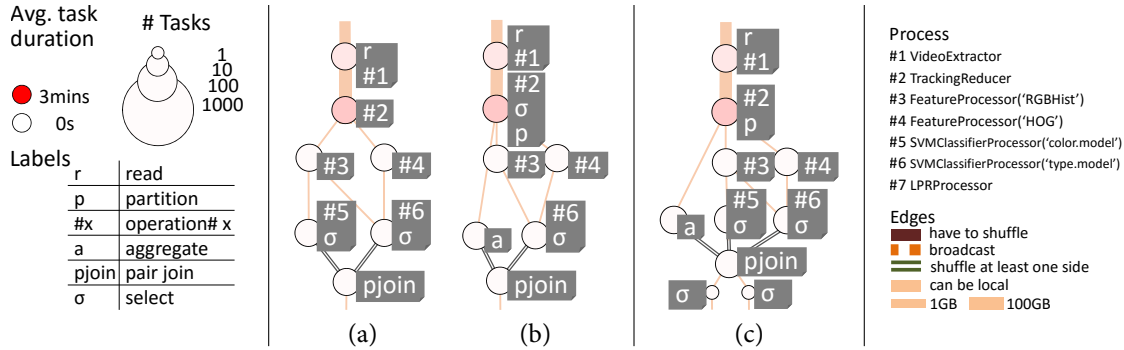 Avg. task
duration
# Tasks
1
10
100
1000
3mins
0s
Labels
r read
p partition
#x operation# x
a aggregate
pjoin pair join
σ select
r
#1
#2
#3
#4
#5
σ
#6
σ
pjoin
(a)
r
#1
#2
σ
p
#3
#4
a
#6
σ
pjoin
(b)
r
#1
#2
p
#3
#4
a
#5
σ
#6
σ
pjoin
σ
σ
(c)
Process
#1 VideoExtractor
#2 TrackingReducer
#3 FeatureProcessor('RGBHist')
#4 FeatureProcessor('HOG')
#5 SVMClassifierProcessor('color.model')
#6 SVMClassifierProcessor('type.model')
#7 LPRProcessor
Edges
have to shuffle
broadcast
shuffle at least one side
can be local
1GB 100GB